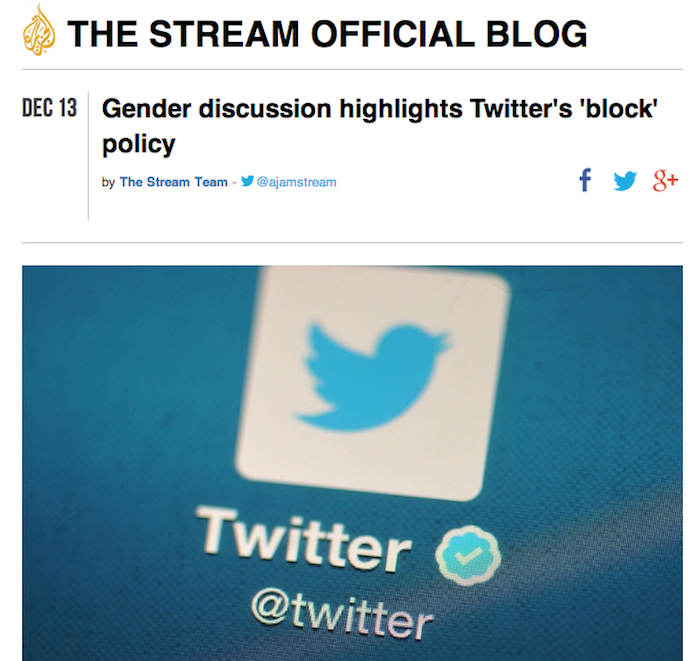 THE STREAM OFFICIAL BLOG
DEC 13
Gender discussion highlights Twitter's 'block'
policy
by The Stream Team - @ajamstream
f
g+
Twitter
@twitter